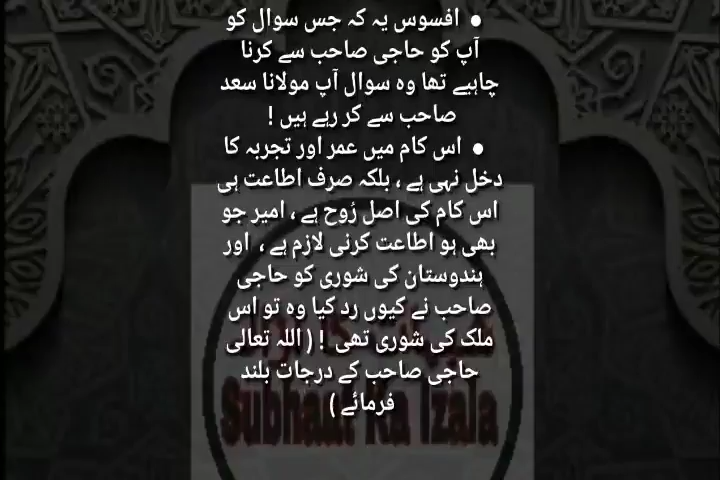 • افسوس یہ کہ جس سوال کو
آپ کو حاجی صاحب سے کرنا
چاہیے تھا وہ سوال آپ مولانا سعد
صاحب سے کر رہے ہیں !
• اس کام میں عمر اور تجربہ کا
دخل نہی ہے ، بلکہ صرف اطاعت ہی
اس کام کی اصل رُوح ہے ، امیر جو
بھی ہو اطاعت کرنی لازم ہے ، اور
ہندوستان کی شوری کو حاجی
صاحب نے کیوں رد کیا وہ تو اس
ملک کی شوری تھی ! ( اللہ تعالی
حاجی صاحب کے درجات بلند
فرمائے )
Subhaat Ka Izala